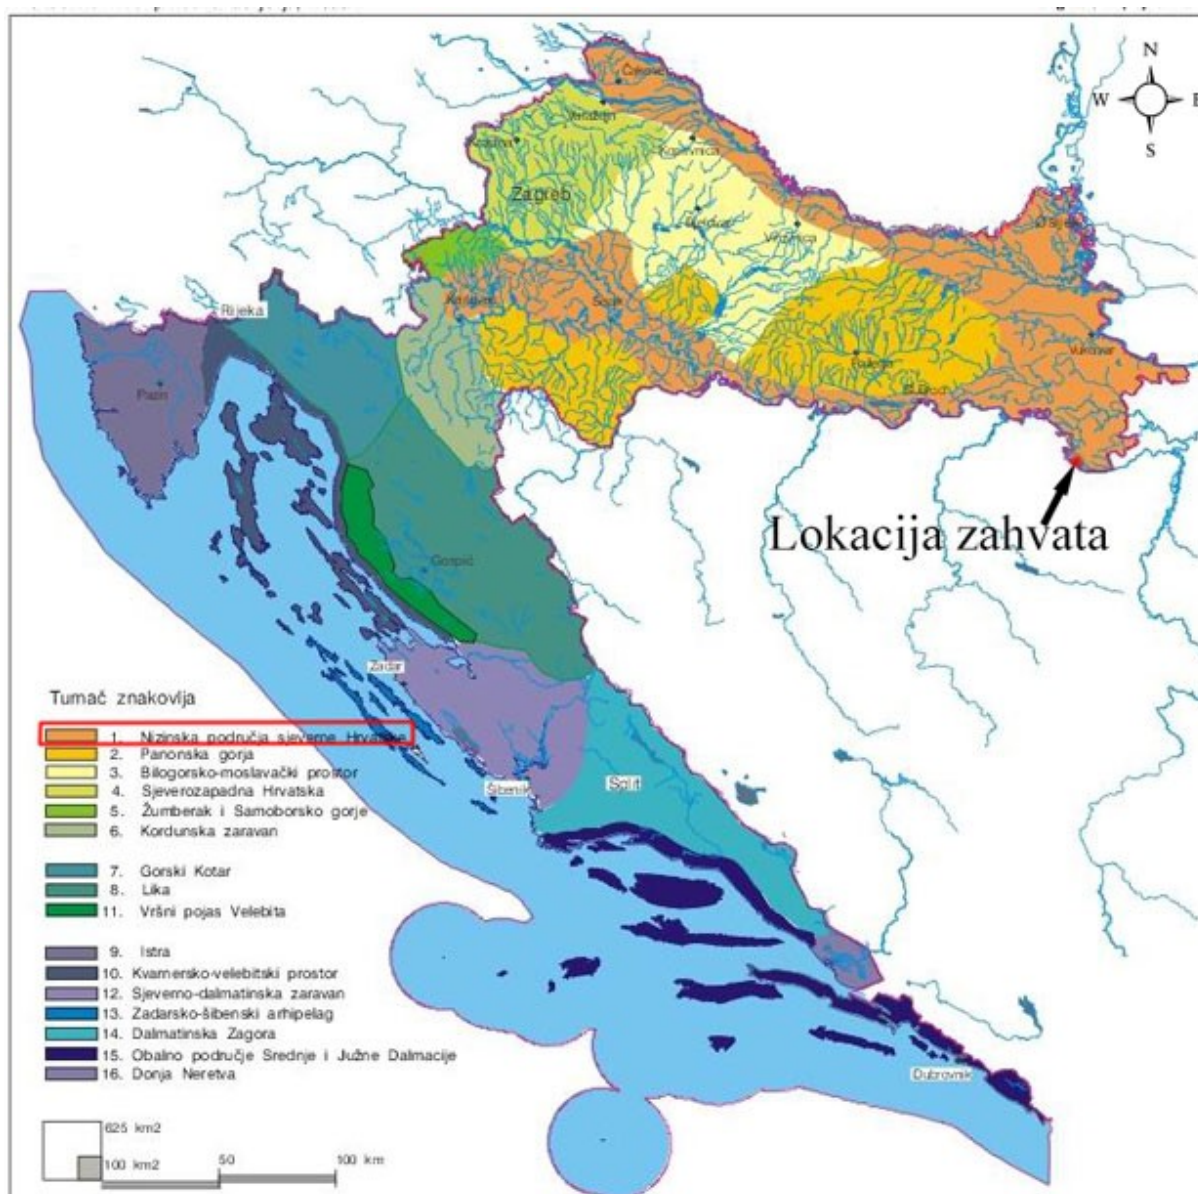 N
W
S
Zagreb
Rijeka
Pazin
Vukovar
Lokacija zahvata
Gospić
Zadar
Šibenik
Split
Dubrovnik
Tumač znakovlja
1. Nizinska područja sjeverne Hrvatske
2. Panonska gorja
3. Bilogorsko-moslavački prostor
4. Sjeverozapadna Hrvatska
5. Žumberak i Samoborsko gorje
6. Kordunska zaravan
7. Gorski Kotar
8. Lika
11. Vršni pojas Velebita
9. Istra
10. Kvarnersko-velebitski prostor
12. Sjeverno-dalmatinska zaravan
13. Zadarsko-šibenski arhipelag
14. Dalmatinska Zagora
15. Obalno područje Srednje i Južne Dalmacije
16. Donja Neretva
625 km2
100 km2
50
100 km